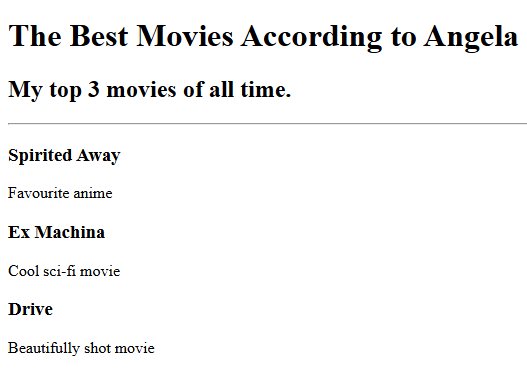 The Best Movies According to Angela
My top 3 movies of all time.
Spirited Away
Favourite anime
Ex Machina
Cool sci-fi movie
Drive
Beautifully shot movie